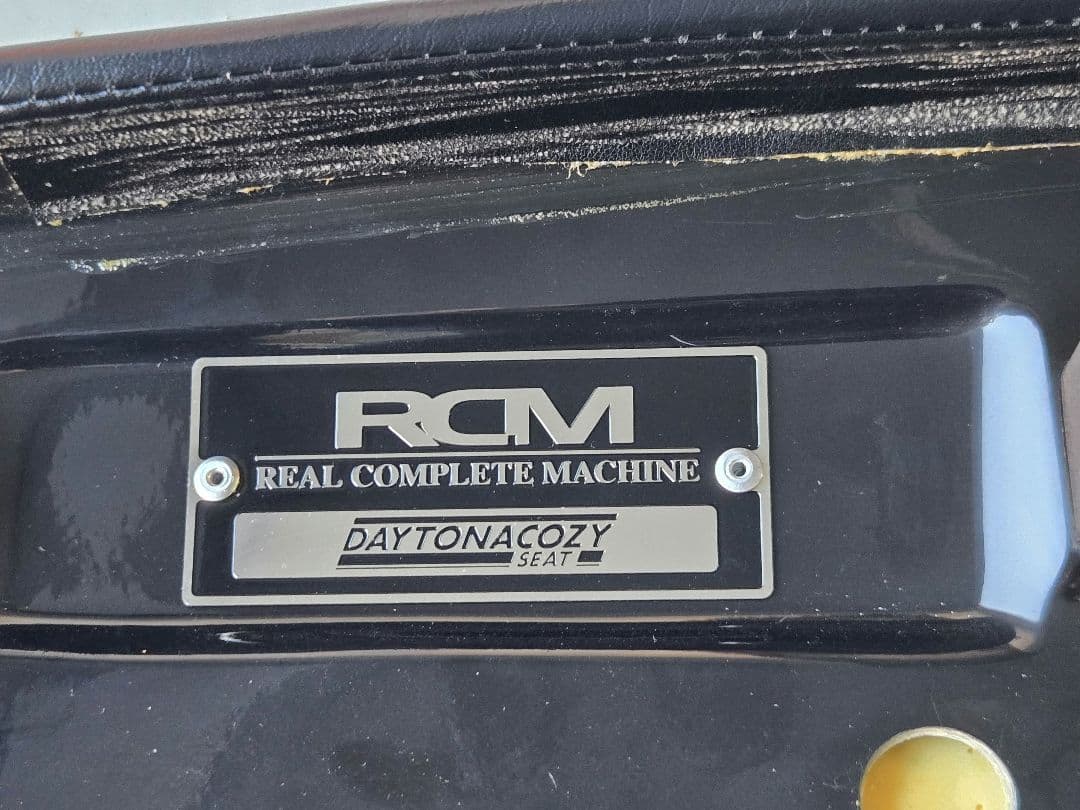 RCM
REAL COMPLETE MACHINE
DAYTONACOZY
SEAT